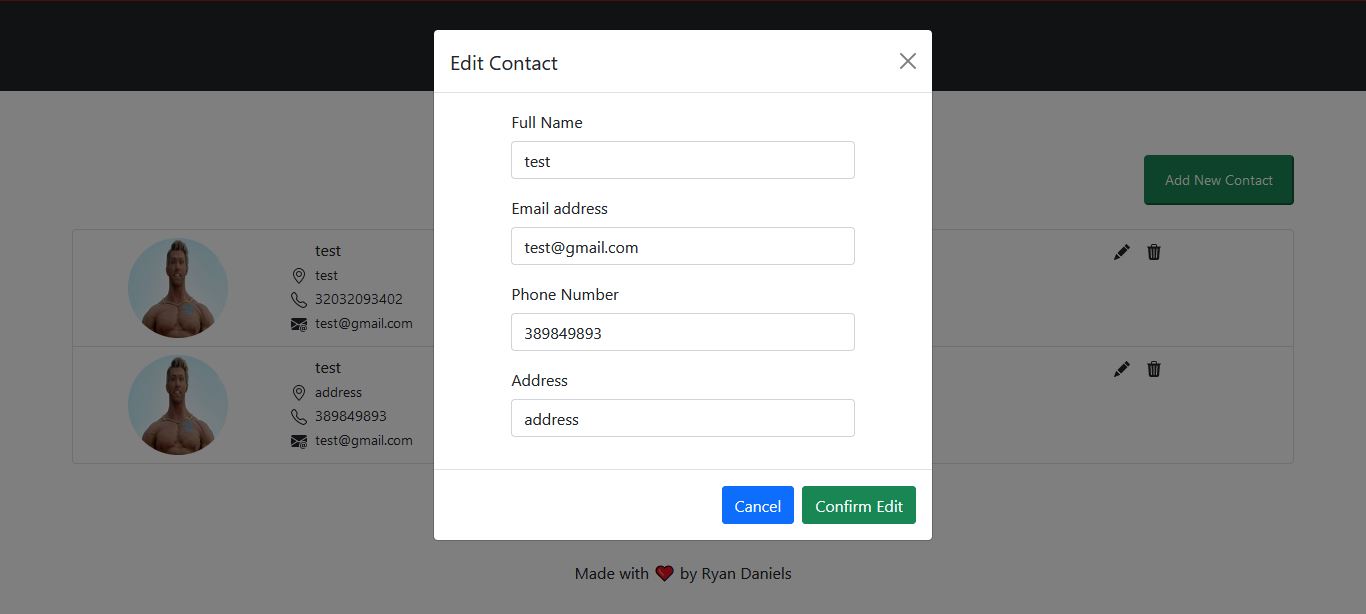 Edit Contact
Full Name
test
Email address
test@gmail.com
Phone Number
389849893
Address
address
Cancel
Confirm Edit
Add New Contact
test
test
32032093402
test@gmail.com
test
address
389849893
test@gmail.com
Made with ❤️ by Ryan Daniels